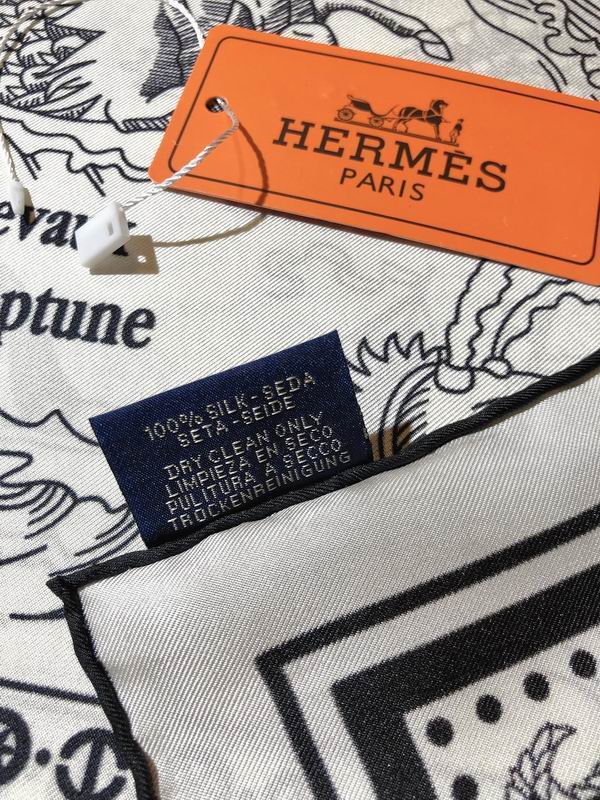 HERMÈS
PARIS
ptune
100% SILK-SEDA
SETA-SEIDE
DRY CLEAN ONLY
LIMPIEZA EN SECO
PULITURA A SECCO
TROCKENREINIGUNG